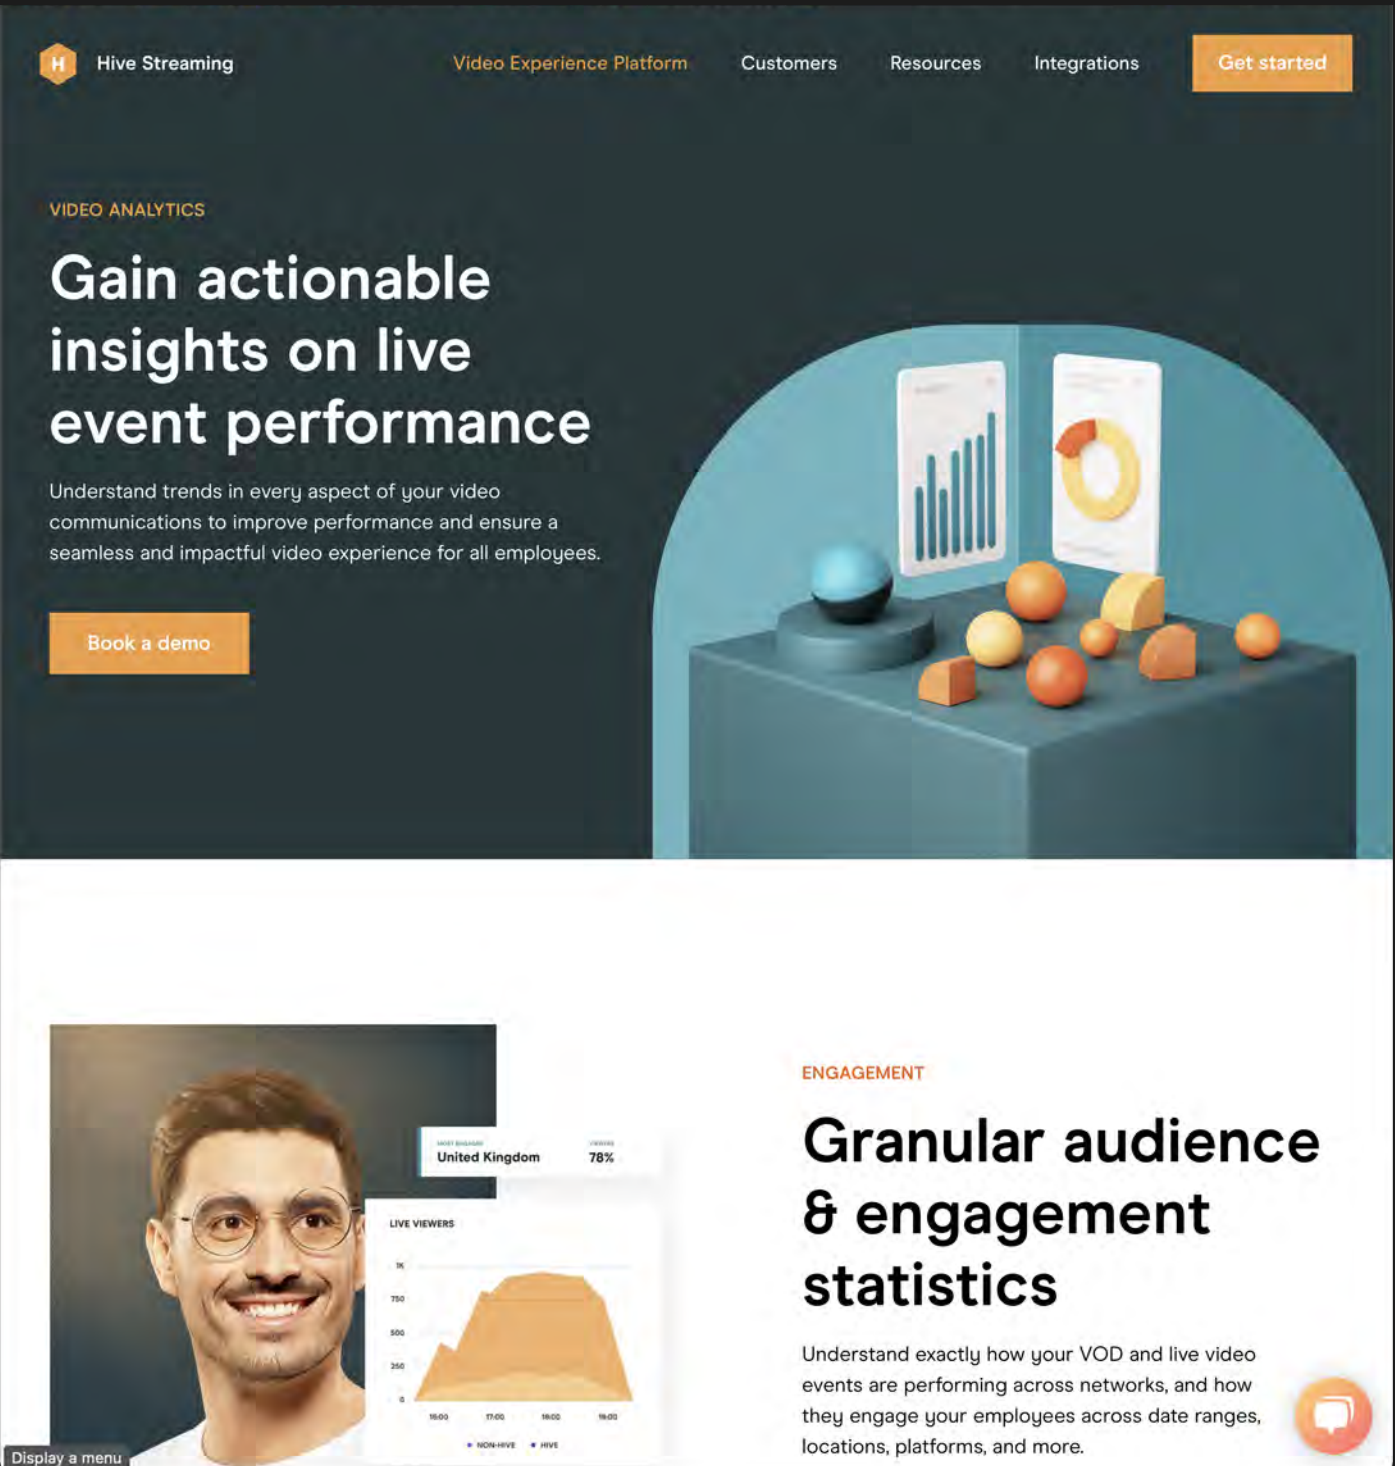 H
Hive Streaming
Video Experience Platform
Customers
Resources
Integrations
Get started
VIDEO ANALYTICS
Gain actionable
insights on live
event performance
Understand trends in every aspect of your video
communications to improve performance and ensure a
seamless and impactful video experience for all employees.
Book a demo
MOST ENGAGED
VIEWERS
United Kingdom
78%
LIVE VIEWERS
1K
750
500
250
0
16:00
17:00
18:00
19:00
NON-HIVE
HIVE
ENGAGEMENT
Granular audience
& engagement
statistics
Understand exactly how your VOD and live video
events are performing across networks, and how
they engage your employees across date ranges,
locations, platforms, and more.
Display a menu